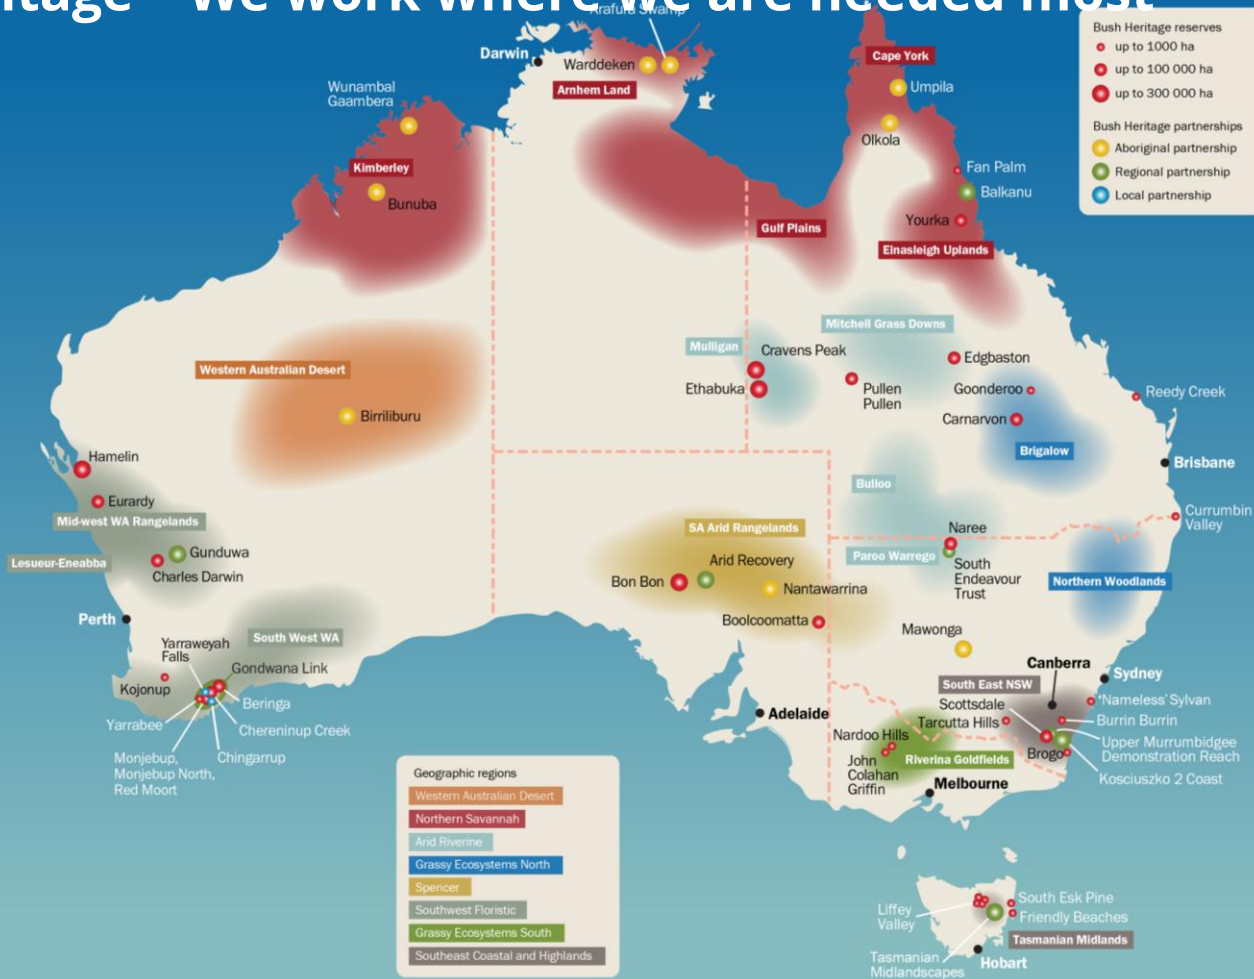 itage – We work where we are needed most
Arafura Swamp
Darwin
Warddeken
Arnhem Land
Cape York
Umpila
Olkola
Wunambal
Gaambera
Kimberley
Bunuba
Fan Palm
Balkanu
Yourka
Gulf Plains
Einasleigh Uplands
Bush Heritage reserves
up to 1000 ha
up to 100 000 ha
up to 300 000 ha
Bush Heritage partnerships
Aboriginal partnership
Regional partnership
Local partnership
Mitchell Grass Downs
Mulligan
Cravens Peak
Ethabuka
Pullen
Pullen
Edgbaston
Goonderoo
Carnarvon
Reedy Creek
Brigalow
Brisbane
Western Australian Desert
Birriliburu
Hamelin
Eurardy
Mid-west WA Rangelands
Gunduwa
Lesueur-Eneabba
Charles Darwin
Perth
Bulloo
Currumbin
Valley
SA Arid Rangelands
Arid Recovery
Bon Bon
Nantawarrina
Boolcoomatta
Naree
Paroo Warrego
South
Endeavour
Trust
Northern Woodlands
Mawonga
Yarraweyah
Falls
South West WA
Gondwana Link
Kojonup
Beringa
Yarrabee
Chereninup Creek
Monjebup,
Monjebup North,
Red Moort
Chingarrup
Adelaide
Canberra
Sydney
South East NSW
Scottsdale
'Nameless' Sylvan
Tarcutta Hills
Burrin Burrin
Nardoo Hills
Upper Murrumbidgee
Demonstration Reach
Brogo
John
Colahan
Griffin
Riverina Goldfields
Kosciuszko 2 Coast
Melbourne
Geographic regions
Western Australian Desert
Northern Savannah
Arid Riverine
Grassy Ecosystems North
Spencer
Southwest Floristic
Grassy Ecosystems South
Southeast Coastal and Highlands
Liffey
Valley
South Esk Pine
Friendly Beaches
Tasmanian Midlands
Tasmanian
Midlandscapes
Hobart